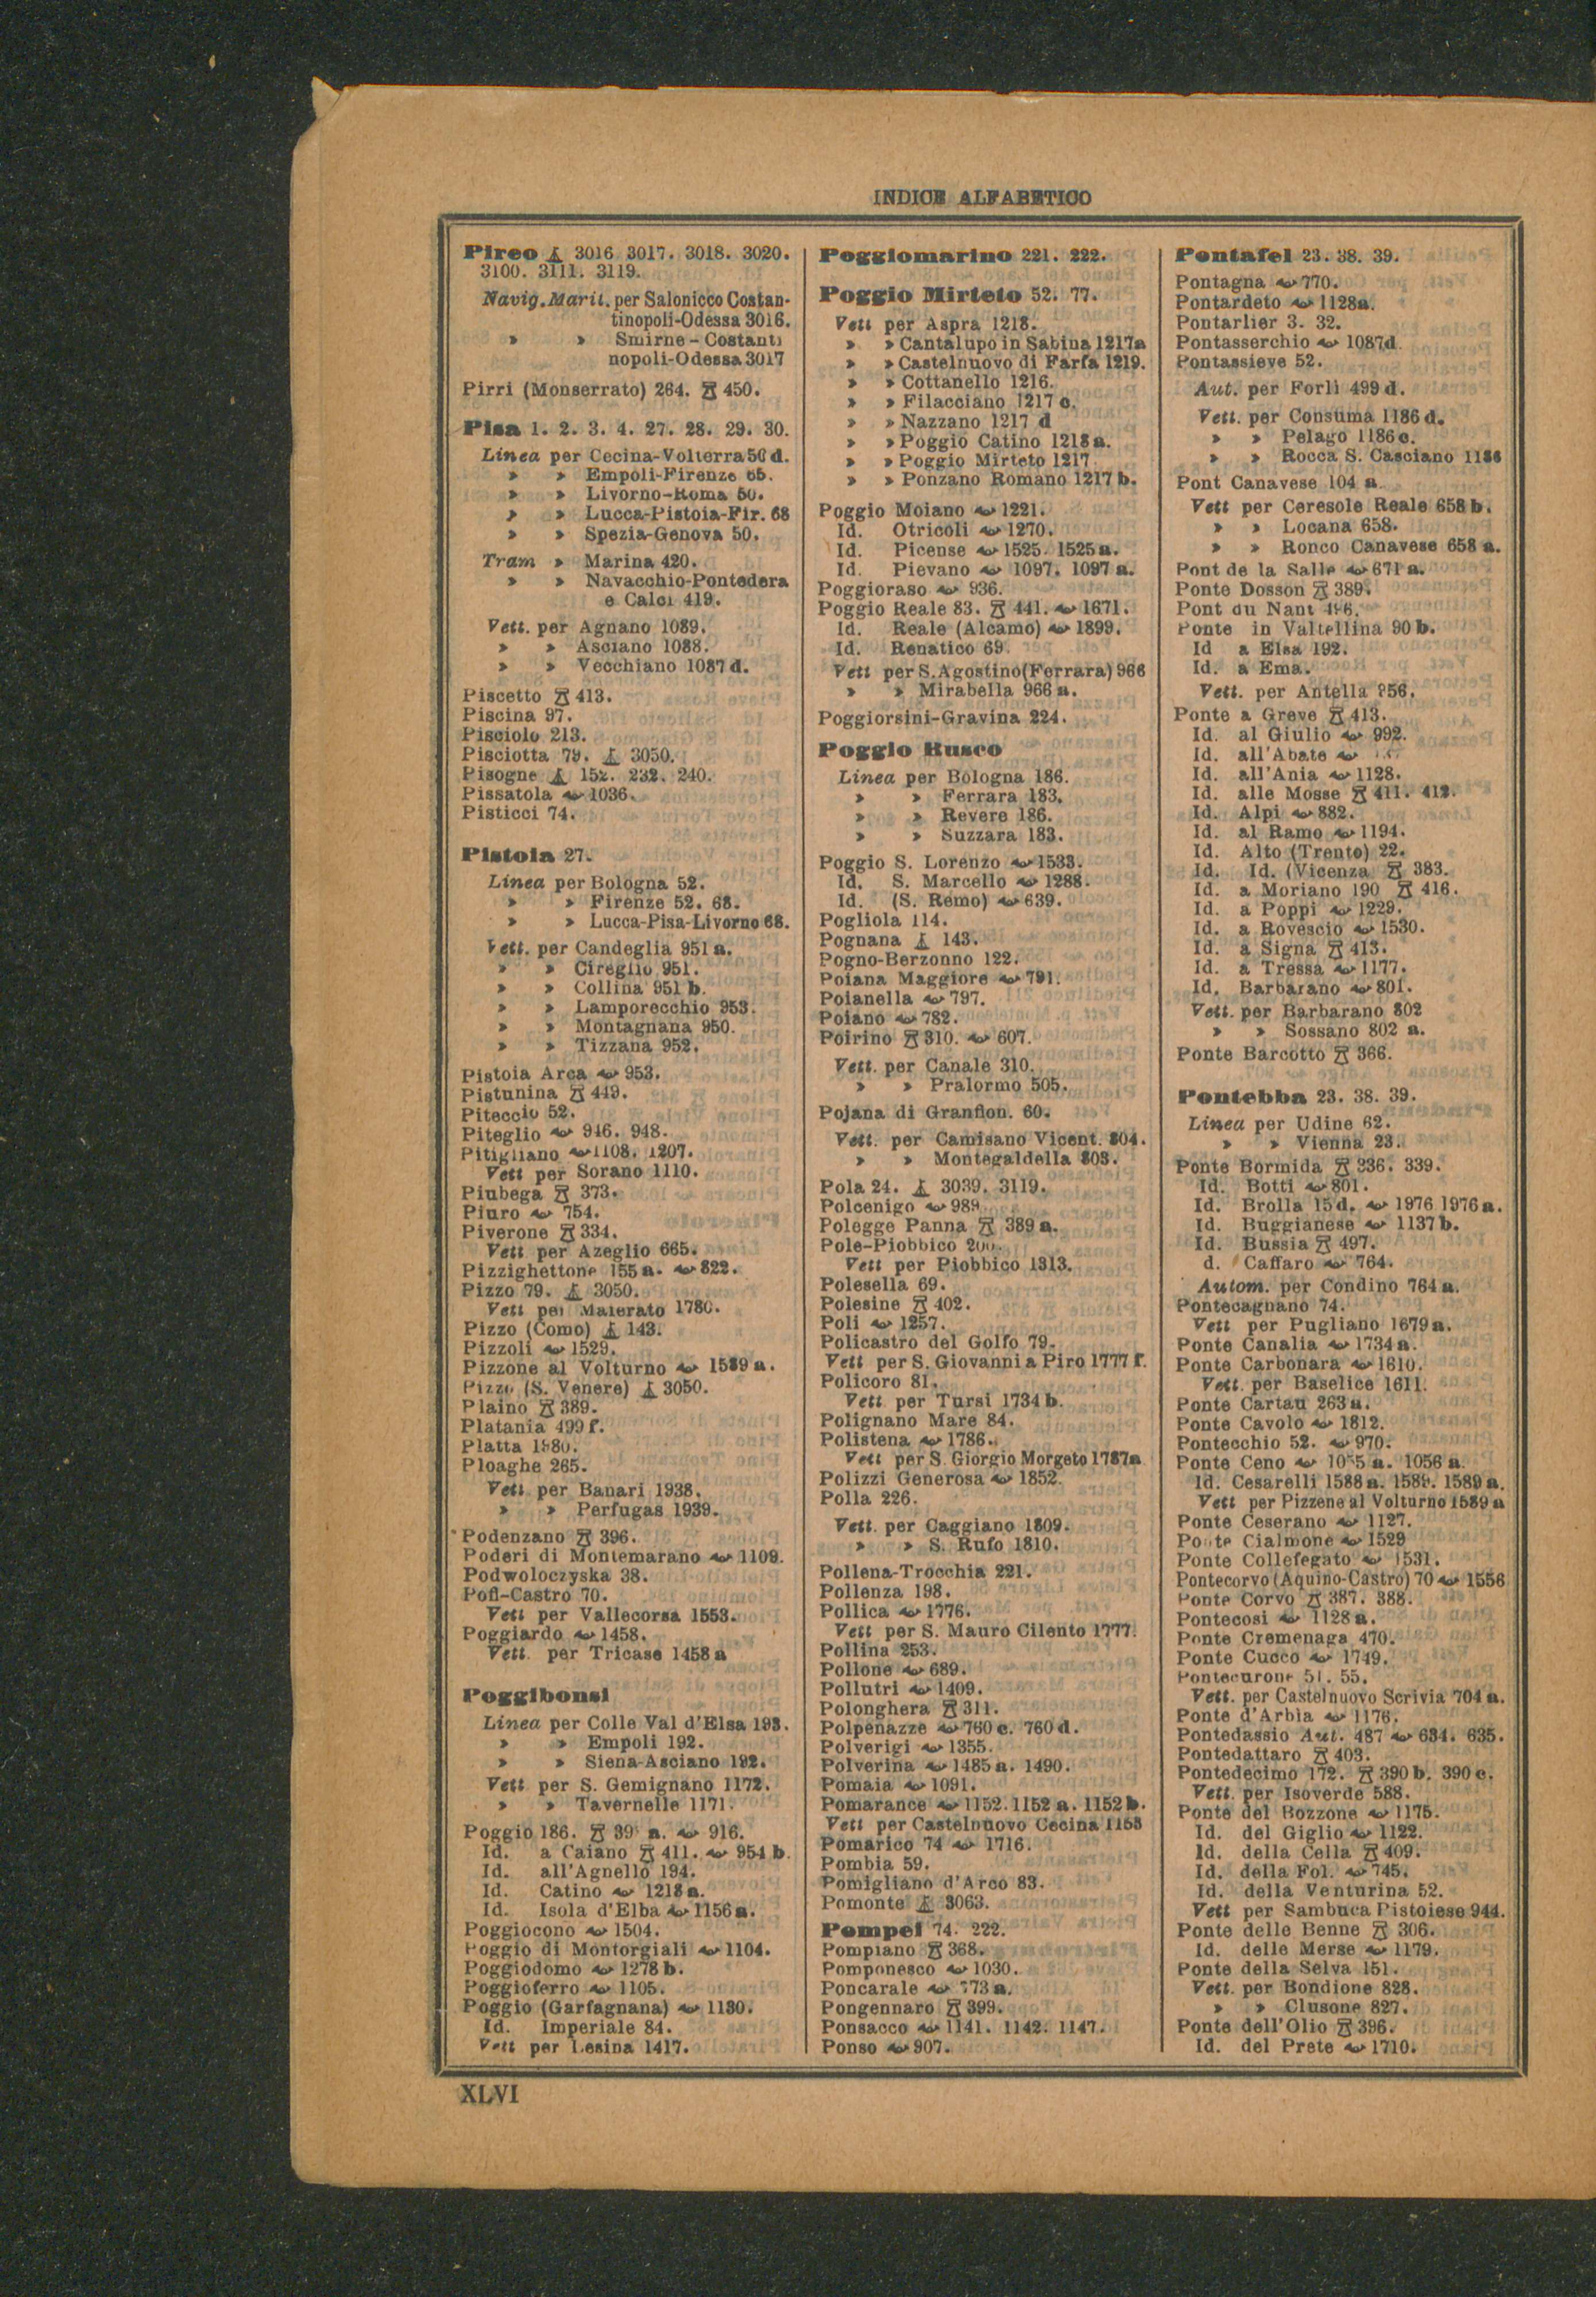 INDICE ALFABETICO
Pireo 3016 3017. 3018. 3020.
3100. 3111. 3119.
Navig. Marit. per Salonicco Costan-
tinopoli-Odessa 3016.
» » Smirne - Costanti
nopoli-Odessa 3017
Pirri (Monserrato) 264. 450.
Pisa 1. 2. 3. 4. 27. 28. 29. 30.
Linea per Cecina-Volterra 50 d.
» » Empoli-Firenze 65.
» » Livorno-Roma 50.
» » Lucca-Pistoia-Fir. 68
» » Spezia-Genova 50.
Tram » Marina 420.
» » Navacchio-Pontedera
e Calci 419.
Vett. per Agnano 1089.
» » Asciano 1088.
» » Vecchiano 1087 d.
Piscetto 413.
Piscina 97.
Pisciolo 213.
Pisciotta 79. 3050.
Pisogne 152. 232. 240.
Pissatola 1036.
Pisticci 74.
Pistoia 27.
Linea per Bologna 52.
» » Firenze 52. 68.
» » Lucca-Pisa-Livorno 68.
Vett. per Candeglia 951 a.
» » Cireglio 951.
» » Collina 951 b.
» » Lamporecchio 953.
» » Montagnana 950.
» » Tizzana 952.
Pistoia Arca 953.
Pistunina 449.
Piteccio 52.
Piteglio 946. 948.
Pitigliano 1108. 1207.
Vett per Sorano 1110.
Piubega 373.
Piuro 754.
Piverone 334.
Vett per Azeglio 665.
Pizzighettone 155 a. 822.
Pizzo 79. 3050.
Vett per Maierato 1780.
Pizzo (Como) 143.
Pizzoli 1529.
Pizzone al Volturno 1589 a.
Pizzo (S. Venere) 3050.
Plaino 389.
Platania 499 f.
Platta 1880.
Ploaghe 265.
Vett per Banari 1938.
» » Perfugas 1939.
Podenzano 396.
Poderi di Montemarano 1109.
Podwoloczyska 38.
Pofi-Castro 70.
Vett per Vallecorsa 1553.
Poggiardo 1458.
Vett. per Tricase 1458 a
Poggibonsi
Linea per Colle Val d'Elsa 193.
» » Empoli 192.
» » Siena-Asciano 192.
Vett per S. Gemignano 1172.
» » Tavernelle 1171.
Poggio 186. a. 916.
Id. a Caiano 411. 954 b.
Id. all'Agnello 194.
Id. Catino 1218 a.
Id. Isola d'Elba 1156 a.
Poggiocono 1504.
Poggio di Montorgiali 1104.
Poggiodomo 1278 b.
Poggioferro 1105.
Poggio (Garfagnana) 1130.
Id. Imperiale 84.
Vett per Lesina 1417.
Poggiomarino 221. 222.
Poggio Mirteto 52. 77.
Vett per Aspra 1218.
» » Cantalupo in Sabina 1217a
» » Castelnuovo di Farfa 1219.
» » Cottanello 1216.
» » Filacciano 1217 c.
» » Nazzano 1217 d
» » Poggio Catino 1218 a.
» » Poggio Mirteto 1217
» » Ponzano Romano 1217 b.
Poggio Moiano 1221.
Id. Otricoli 1270.
Id. Picense 1525. 1525 a.
Id. Pievano 1097. 1097 a.
Poggioraso 936.
Poggio Reale 83. 441. 1671.
Id. Reale (Alcamo) 1899.
Id. Renatico 69.
Vett per S. Agostino (Ferrara) 966
» » Mirabella 966 a.
Poggiorsini-Gravina 224.
Poggio Rusco
Linea per Bologna 186.
» » Ferrara 183.
» » Revere 186.
» » Suzzara 183.
Poggio S. Lorenzo 1533.
Id. S. Marcello 1288.
Id. (S. Remo) 639.
Pogliola 114.
Pognana 143.
Pogno-Berzonno 122.
Poiana Maggiore 791.
Poianella 797.
Poiano 782.
Poirino 310. 607.
Vett. per Canale 310.
» » Pralormo 505.
Pojana di Granfion. 60.
Vett. per Camisano Vicent. 804.
» » Montegaldella 803.
Pola 24. 3039. 3119.
Polcenigo 989.
Polegge Panna 389 a.
Pole-Piobbico 200.
Vett per Piobbico 1313.
Polesella 69.
Polesine 402.
Poli 1257.
Policastro del Golfo 79.
Vett per S. Giovanni a Piro 1777 f.
Policoro 81.
Vett per Tursi 1734 b.
Polignano Mare 84.
Polistena 1786.
Vett per S. Giorgio Morgeto 1787a
Polizzi Generosa 1852.
Polla 226.
Vett. per Caggiano 1809.
» » S. Rufo 1810.
Pollena-Trocchia 221.
Pollenza 198.
Pollica 1776.
Vett per S. Mauro Cilento 1777.
Pollina 253.
Pollone 689.
Pollutri 1409.
Polonghera 311.
Polpenazze 760 c. 760 d.
Polverigi 1355.
Polverina 1485 a. 1490.
Pomaia 1091.
Pomarance 1152. 1152 a. 1152 b.
Vett per Castelnuovo Cecina 1153
Pomarico 74 1716.
Pombia 59.
Pomigliano d'Arco 83.
Pomonte 3063.
Pompei 74. 222.
Pompiano 368.
Pomponesco 1030.
Poncarale 773 a.
Pongennaro 399.
Ponsacco 1141. 1142. 1147.
Ponso 907.
Pontafel 23. 38. 39.
Pontagna 770.
Pontardeto 1128a.
Pontarlier 3. 32.
Pontasserchio 1087d.
Pontassieve 52.
Aut. per Forlì 499 d.
Vett. per Consuma 1186 d.
» » Pelago 1186 c.
» » Rocca S. Casciano 1186
Pont Canavese 104 a.
Vett per Ceresole Reale 658 b.
» » Locana 658.
» » Ronco Canavese 658 a.
Pont de la Salle 671 a.
Ponte Dosson 389.
Pont du Nant 486.
Ponte in Valtellina 90 b.
Id a Elsa 192.
Id. a Ema.
Vett. per Antella 856.
Ponte a Greve 413.
Id. al Giulio 992.
Id. all'Abate
Id. all'Ania 1128.
Id. alle Mosse 411. 412.
Id. Alpi 882.
Id. al Ramo 1194.
Id. Alto (Trento) 22.
Id. Id. (Vicenza 383.
Id. a Moriano 190 416.
Id. a Poppi 1229.
Id. a Rovescio 1530.
Id. a Signa 413.
Id. a Tressa 1177.
Id. Barbarano 801.
Vett. per Barbarano 802
» » Sossano 802 a.
Ponte Barcotto 366.
Pontebba 23. 38. 39.
Linea per Udine 62.
» » Vienna 23.
Ponte Bormida 336. 339.
Id. Botti 801.
Id. Brolla 15 d. 1976 1976 a.
Id. Buggianese 1137 b.
Id. Bussia 497.
d. Caffaro 764.
Autom. per Condino 764 a.
Pontecagnano 74.
Vett per Pugliano 1679 a.
Ponte Canalia 1734 a.
Ponte Carbonara 1610.
Vett. per Baselice 1611.
Ponte Cartau 263 a.
Ponte Cavolo 1812.
Pontecchio 52. 970.
Ponte Ceno a. 1056 a.
Id. Cesarelli 1588 a. 1589. 1589 a.
Vett per Pizzene al Volturno 1589 a
Ponte Ceserano 1127.
Ponte Cialmone 1529
Ponte Collefegato 1531.
Pontecorvo (Aquino-Castro) 70 1556
Ponte Corvo 387. 388.
Pontecosi 1128 a.
Ponte Cremenaga 470.
Ponte Cucco 1749.
Pontecurone 51. 55.
Vett. per Castelnuovo Scrivia 704 a.
Ponte d'Arbia 1176.
Pontedassio Aut. 487 634. 635.
Pontedattaro 403.
Pontedecimo 172. 390 b. 390 c.
Vett. per Isoverde 588.
Ponte del Bozzone 1175.
Id. del Giglio 1122.
Id. della Cella 409.
Id. della Fol. 745.
Id. della Venturina 52.
Vett per Sambuca Pistoiese 944.
Ponte delle Benne 306.
Id. delle Merse 1179.
Ponte della Selva 151.
Vett. per Bondione 828.
» » Clusone 827.
Ponte dell'Olio 396.
Id. del Prete 1710.
XLVI